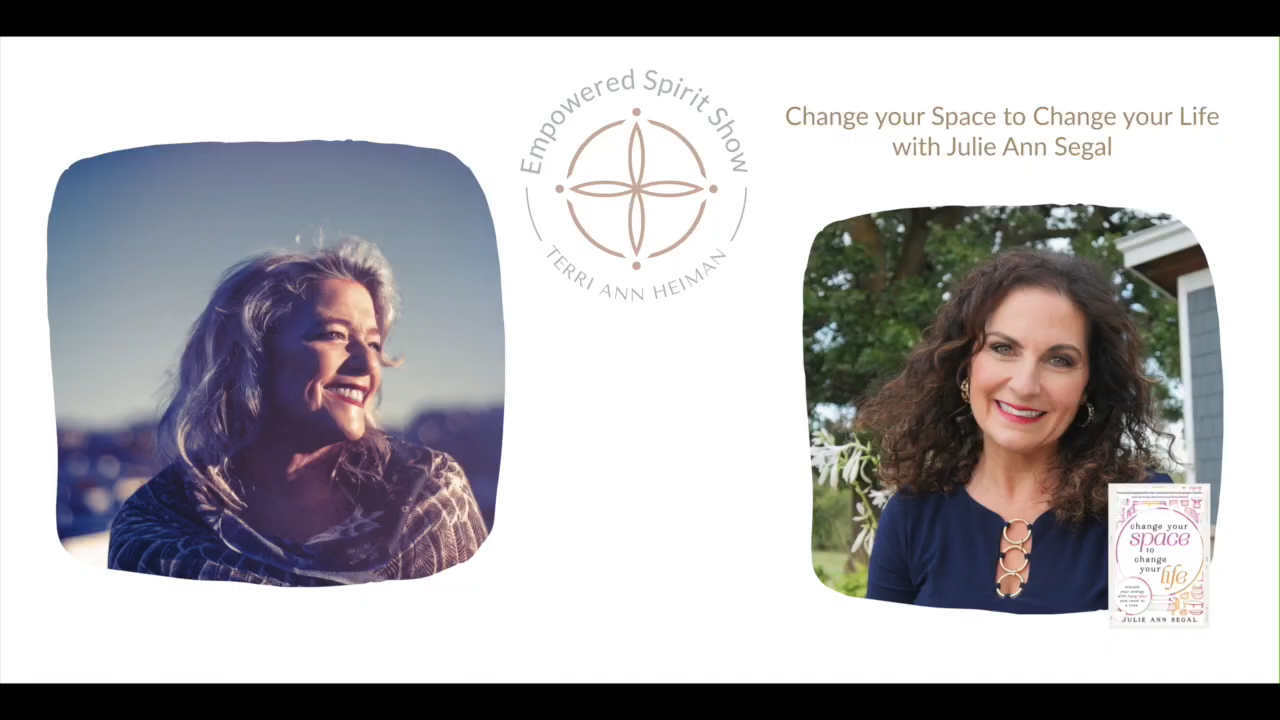 Empowered Spirit Show
TERRI ANN HEIMAN
Change your Space to Change your Life
with Julie Ann Segal
change your
space
to
change
your life
JULIE ANN SEGAL